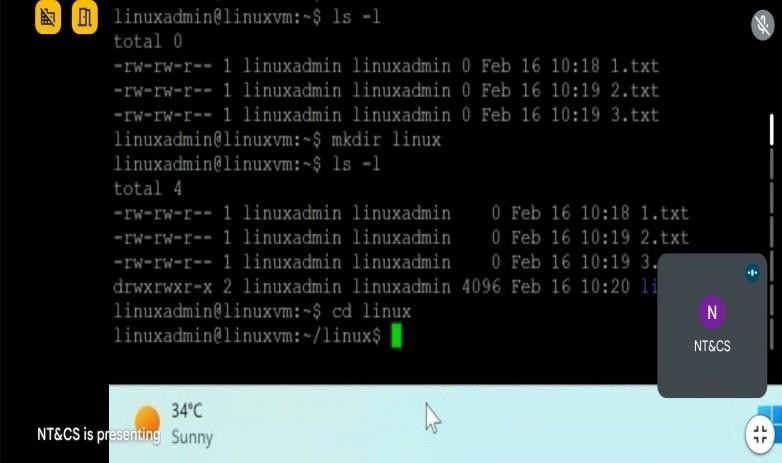 linuxadmin@linuxvm:~$ ls -l
total 0
-rw-rw-r-- 1 linuxadmin linuxadmin 0 Feb 16 10:18 1.txt
-rw-rw-r-- 1 linuxadmin linuxadmin 0 Feb 16 10:19 2.txt
-rw-rw-r-- 1 linuxadmin linuxadmin 0 Feb 16 10:19 3.txt
linuxadmin@linuxvm:~$ mkdir linux
linuxadmin@linuxvm:~$ ls -l
total 4
-rw-rw-r-- 1 linuxadmin linuxadmin    0 Feb 16 10:18 1.txt
-rw-rw-r-- 1 linuxadmin linuxadmin    0 Feb 16 10:19 2.txt
-rw-rw-r-- 1 linuxadmin linuxadmin    0 Feb 16 10:19 3.
drwxrwxr-x 2 linuxadmin linuxadmin 4096 Feb 16 10:20 li
linuxadmin@linuxvm:~$ cd linux
linuxadmin@linuxvm:~/linux$
N
NT&CS
34°C
Sunny
NT&CS is presenting